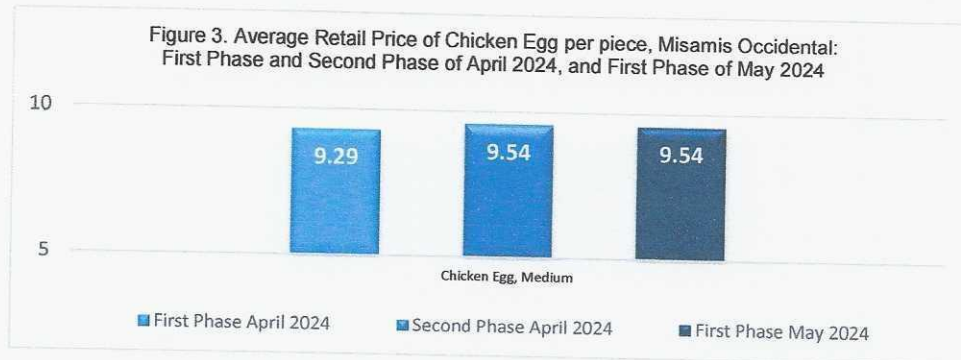 Figure 3. Average Retail Price of Chicken Egg per piece, Misamis Occidental:
First Phase and Second Phase of April 2024, and First Phase of May 2024
10
9.29
9.54
9.54
5
Chicken Egg, Medium
First Phase April 2024
Second Phase April 2024
First Phase May 2024